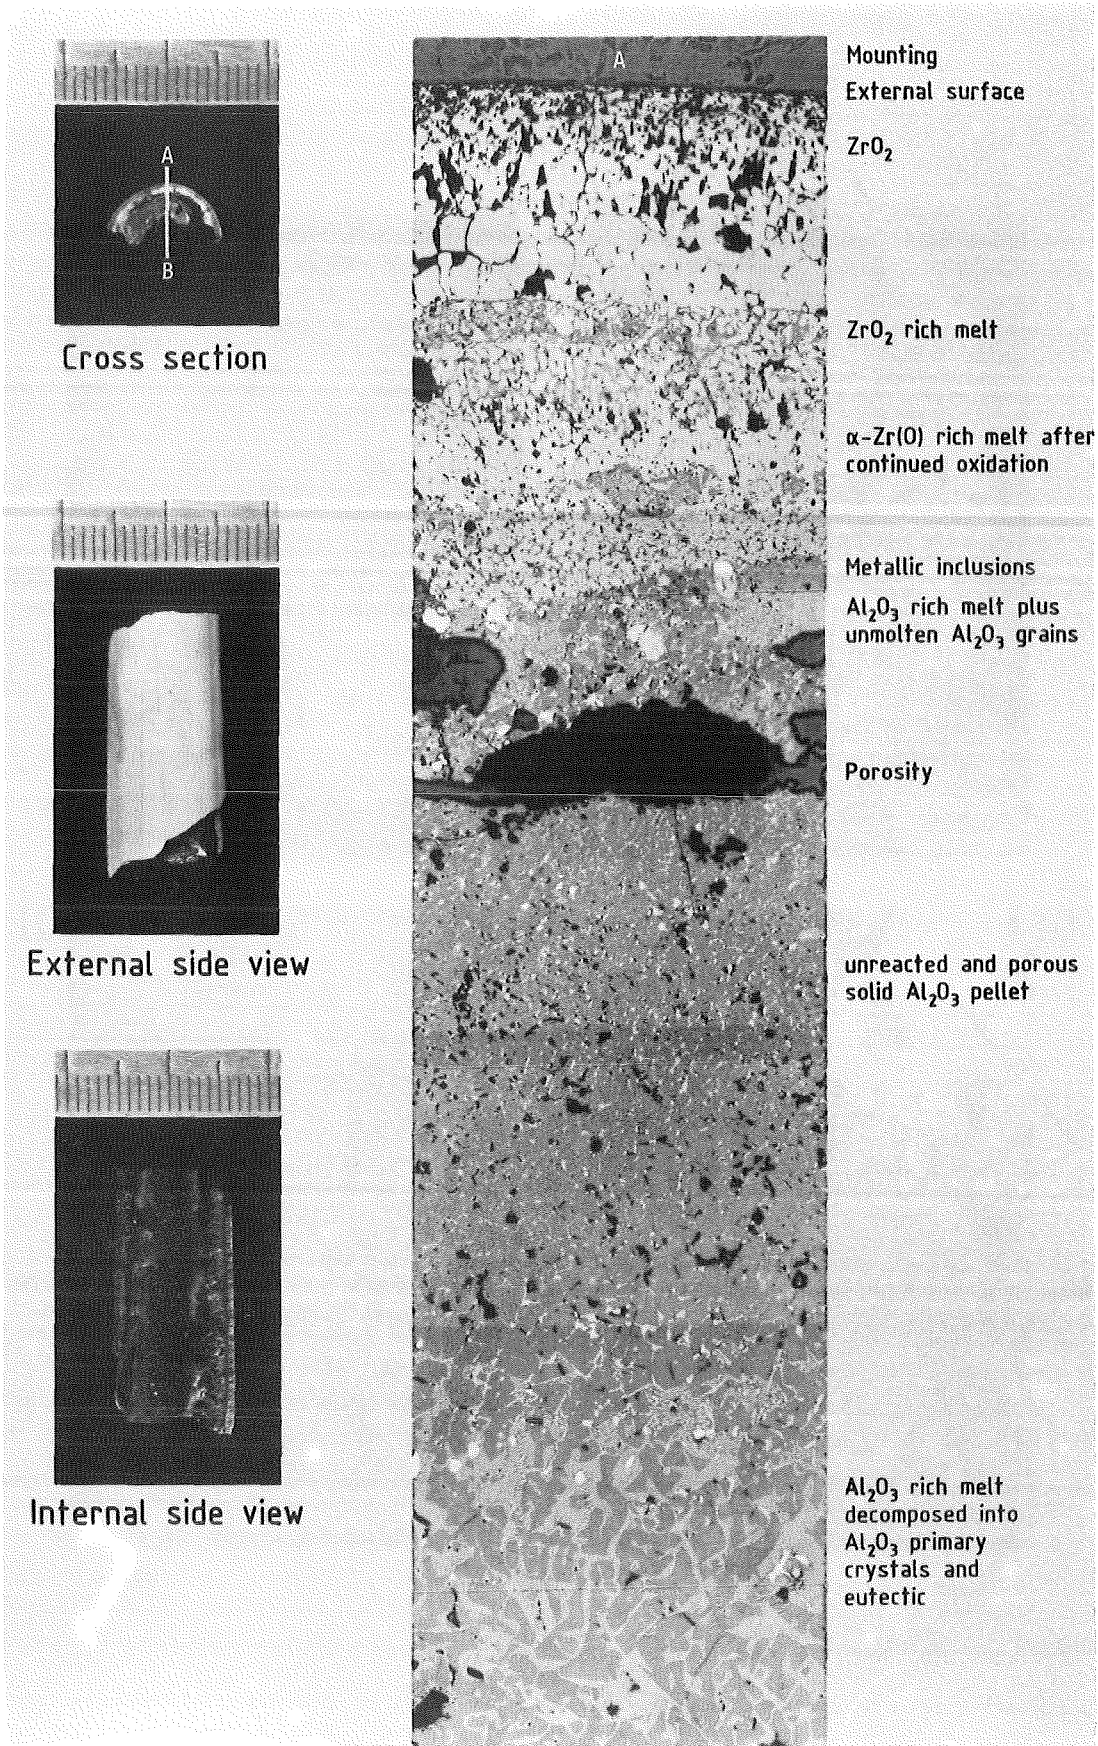 A
B
Cross section
External side view
Internal side view
A
Mounting
External surface
ZrO₂
ZrO₂ rich melt
α-Zr(O) rich melt after
continued oxidation
Metallic inclusions
Al₂O₃ rich melt plus
unmolten Al₂O₃ grains
Porosity
unreacted and porous
solid Al₂O₃ pellet
Al₂O₃ rich melt
decomposed into
Al₂O₃ primary
crystals and
eutectic